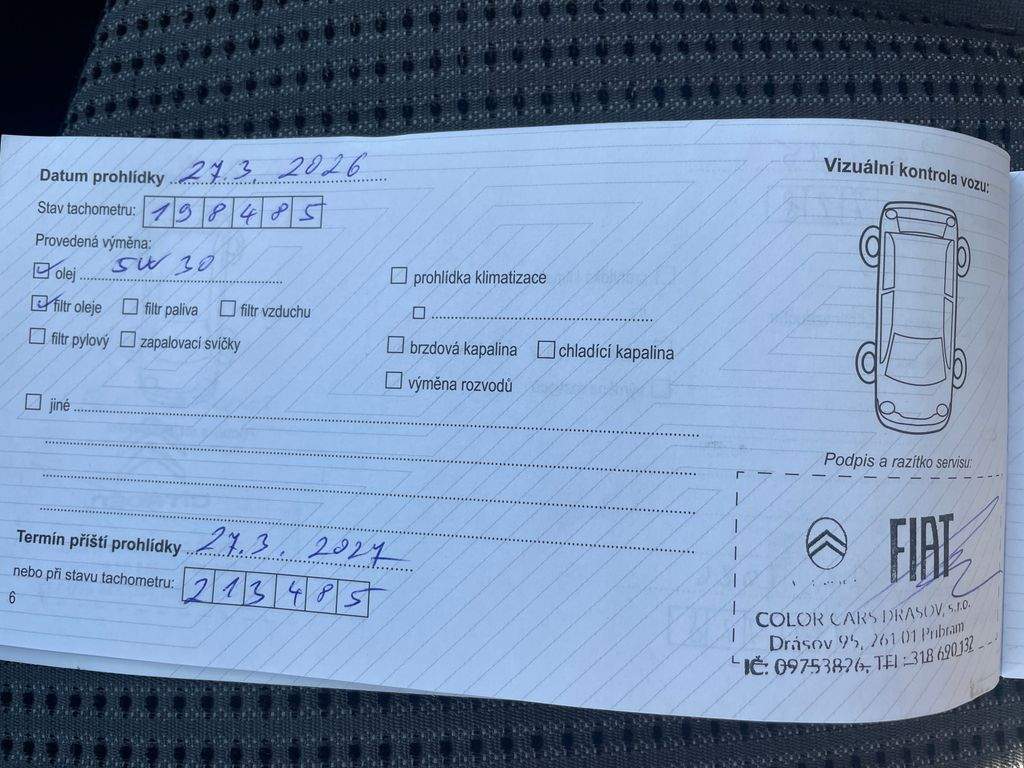 Datum prohlídky 27.3. 2026
Stav tachometru: 198485
Provedená výměna:
olej 5W30
filtr oleje filtr paliva filtr vzduchu
filtr pylový zapalovací svíčky
prohlídka klimatizace
brzdová kapalina chladící kapalina
výměna rozvodů
jiné
Termín příští prohlídky 27.3. 2027
nebo při stavu tachometru: 213485
6
Vizuální kontrola vozu:
Podpis a razítko servisu:
FIAT
COLOR CARS DRASOV, s.r.o.
Drásov 95, 261 01 Příbram
IČ: 09753826, TEL.: 318 690 132